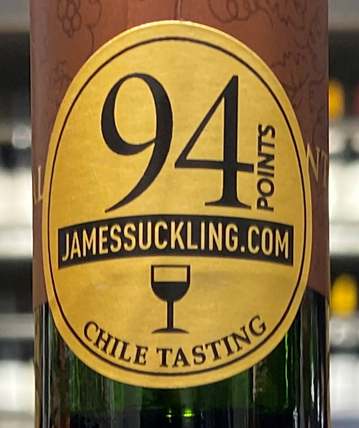 94
POINTS
JAMESSUCKLING.COM
CHILE TASTING